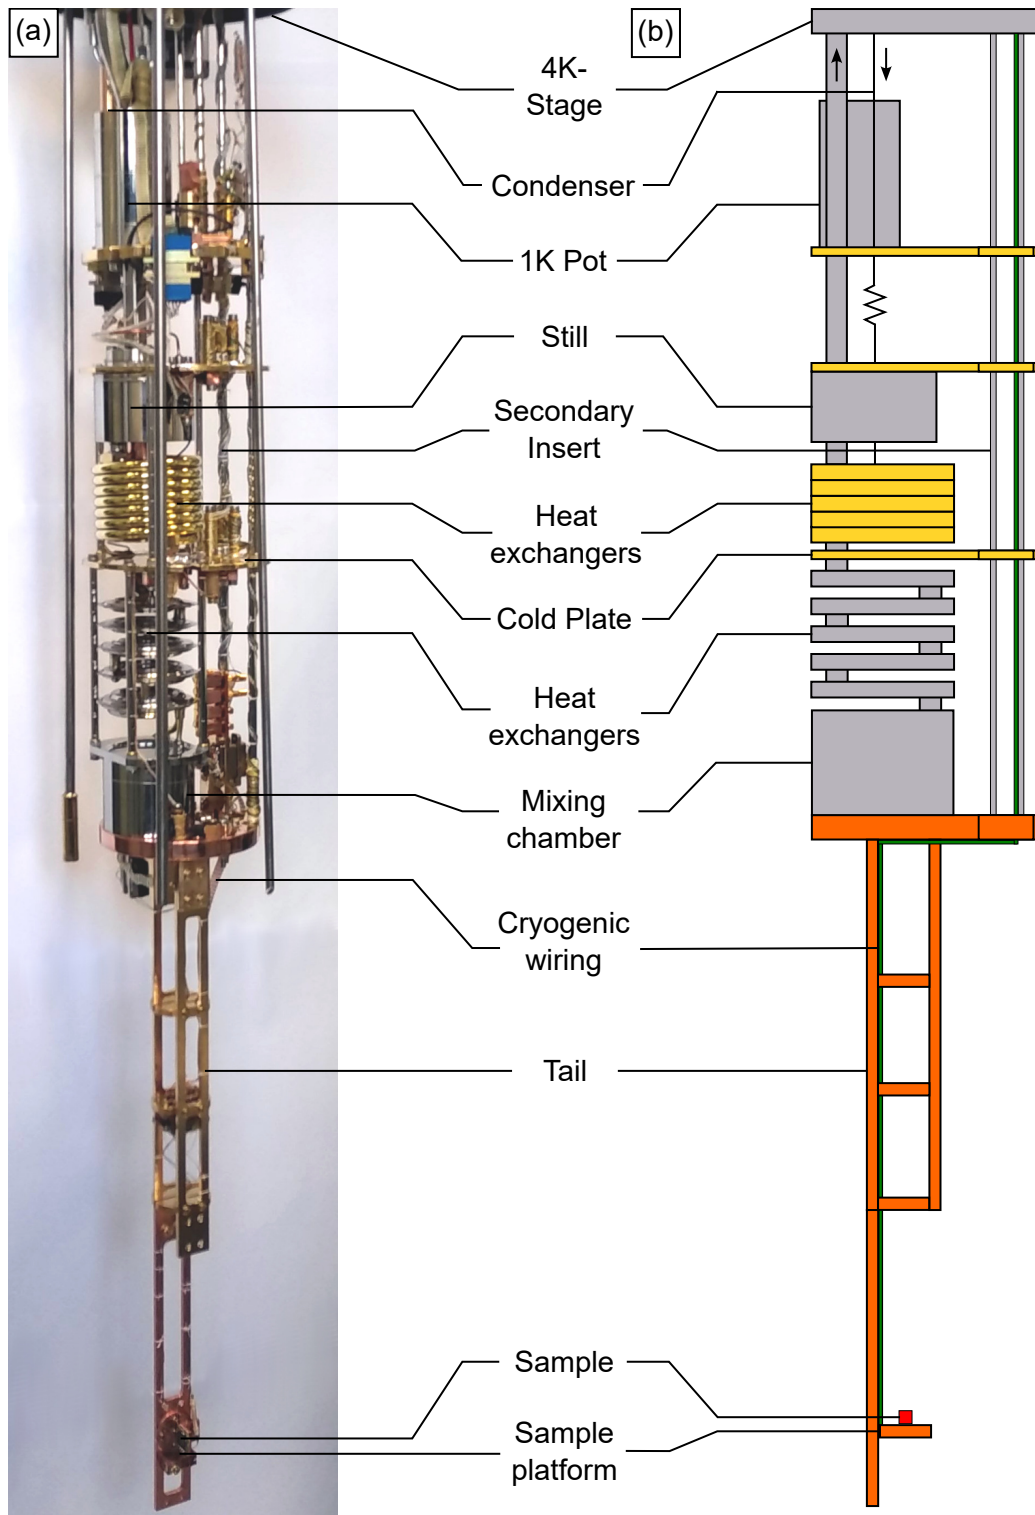 (a)
(b)
4K-
Stage
Condenser
1K Pot
Still
Secondary
Insert
Heat
exchangers
Cold Plate
Heat
exchangers
Mixing
chamber
Cryogenic
wiring
Tail
Sample
Sample
platform